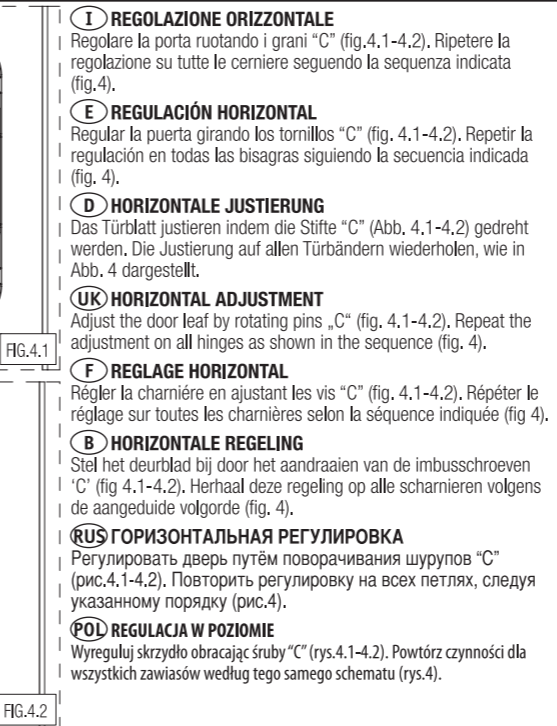 I REGOLAZIONE ORIZZONTALE
Regolare la porta ruotando i grani “C” (fig.4.1-4.2). Ripetere la
regolazione su tutte le cerniere seguendo la sequenza indicata
(fig.4).
E REGULACIÓN HORIZONTAL
Regular la puerta girando los tornillos “C” (fig. 4.1-4.2). Repetir la
regulación en todas las bisagras siguiendo la secuencia indicada
(fig. 4).
D HORIZONTALE JUSTIERUNG
Das Türblatt justieren indem die Stifte “C” (Abb. 4.1-4.2) gedreht
werden. Die Justierung auf allen Türbändern wiederholen, wie in
Abb. 4 dargestellt.
UK HORIZONTAL ADJUSTMENT
Adjust the door leaf by rotating pins „C“ (fig. 4.1-4.2). Repeat the
adjustment on all hinges as shown in the sequence (fig. 4).
FIG.4.1
F REGLAGE HORIZONTAL
Régler la charniére en ajustant les vis “C” (fig. 4.1-4.2). Répéter le
réglage sur toutes les charnières selon la séquence indiquée (fig 4).
B HORIZONTALE REGELING
Stel het deurblad bij door het aandraaien van de imbusschroeven
‘C’ (fig 4.1-4.2). Herhaal deze regeling op alle scharnieren volgens
de aangeduide volgorde (fig. 4).
RUS ГОРИЗОНТАЛЬНАЯ РЕГУЛИРОВКА
Регулировать дверь путём поворачивания шурупов “С”
(рис.4.1-4.2). Повторить регулировку на всех петлях, следуя
указанному порядку (рис.4).
POL REGULACJA W POZIOMIE
Wyreguluj skrzydło obracając śruby “C” (rys.4.1-4.2). Powtórz czynności dla
wszystkich zawiasów według tego samego schematu (rys.4).
FIG.4.2